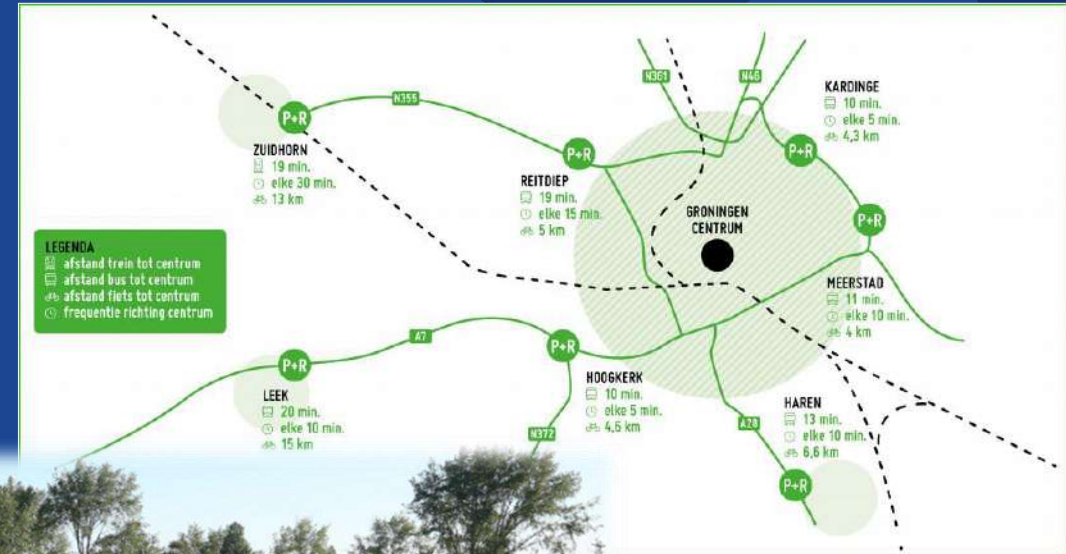 N361
N46
KARDINGE
10 min.
elke 5 min.
4,3 km
N355
P+R
ZUIDHORN
19 min.
elke 30 min.
13 km
P+R
REITDIEP
19 min.
elke 15 min.
5 km
P+R
GRONINGEN
CENTRUM
P+R
LEGENDA
afstand trein tot centrum
afstand bus tot centrum
afstand fiets tot centrum
frequentie richting centrum
MEERSTAD
11 min.
elke 10 min.
4 km
A7
P+R
P+R
HOOGKERK
10 min.
elke 5 min.
4,6 km
LEEK
20 min.
elke 10 min.
15 km
N372
A28
HAREN
13 min.
elke 10 min.
6,6 km
P+R